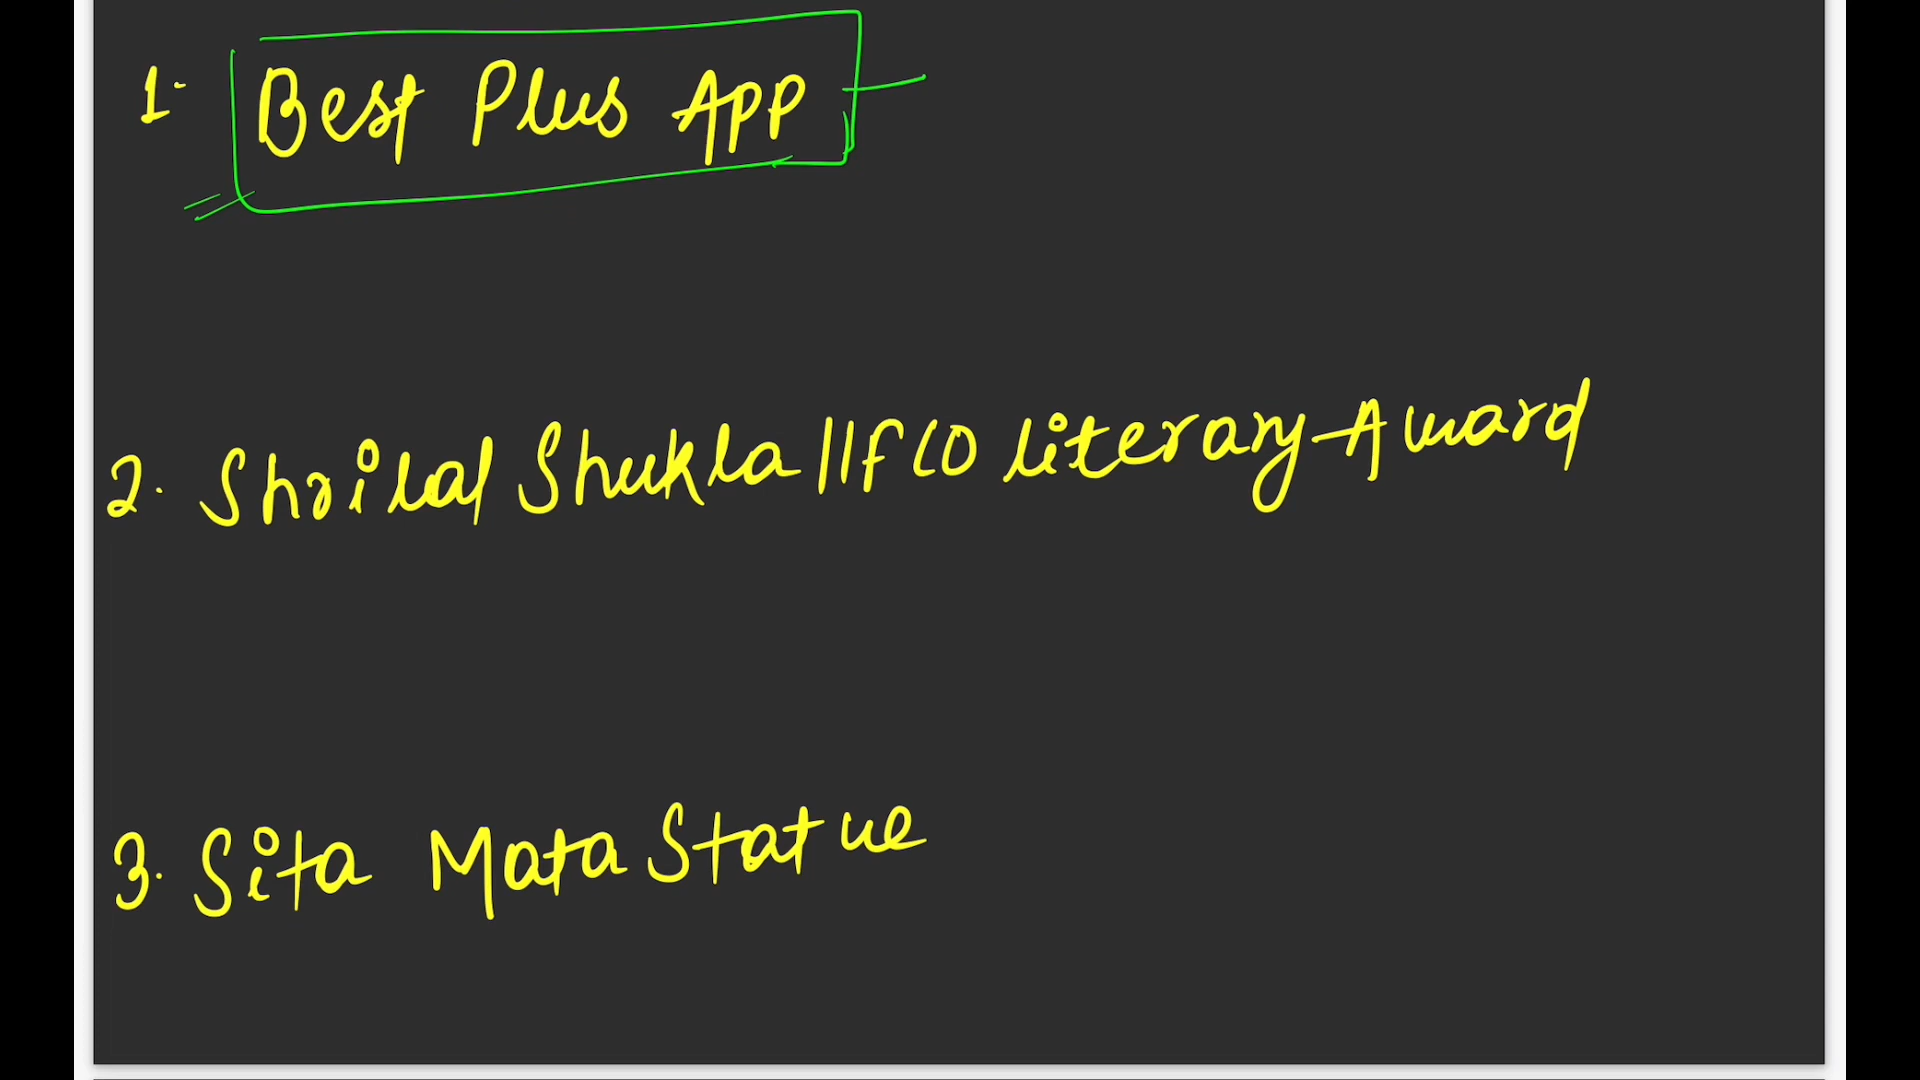 1. Best Plus App
2. Shrilal Shukla IIFCO literary Award
3. Sita Mata Statue